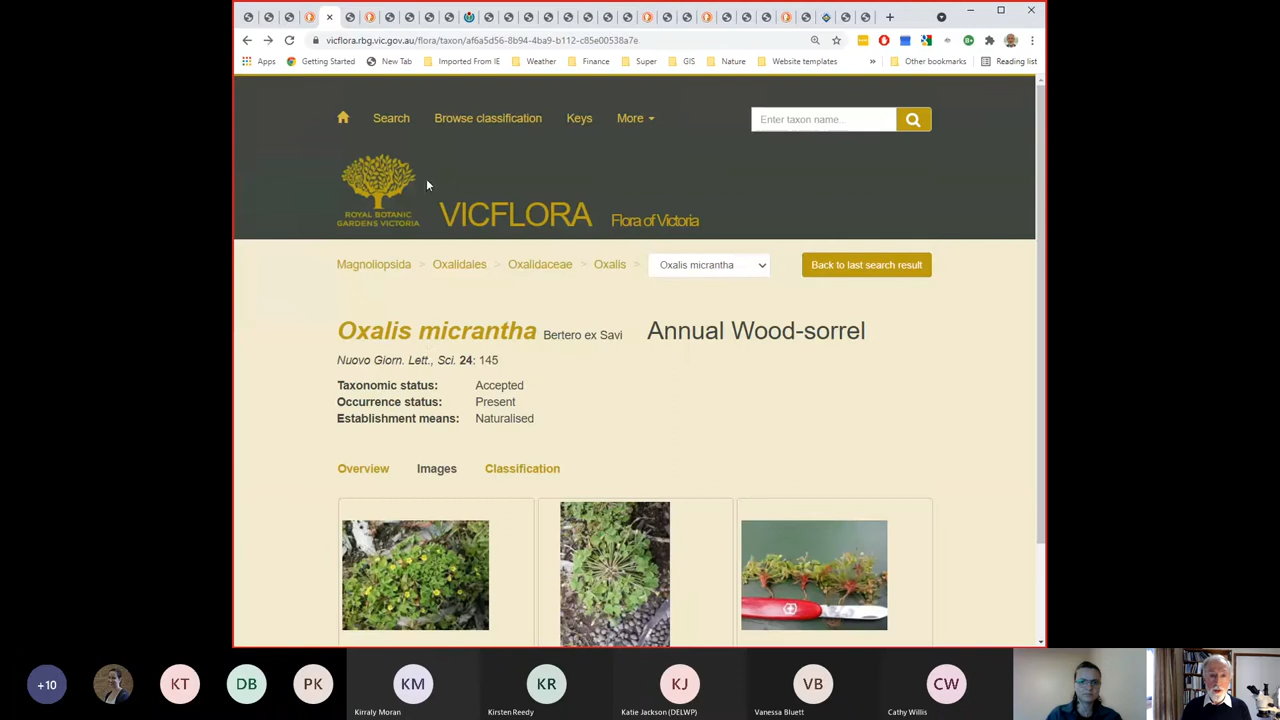 vicflora.rbg.vic.gov.au/flora/taxon/af6a5d56-8b94-4ba9-b112-c85e00538a7e
Apps Getting Started New Tab Imported From IE Weather Finance Super GIS Nature Website templates » Other bookmarks Reading list
Search Browse classification Keys More Enter taxon name...
ROYAL BOTANIC
GARDENS VICTORIA
VICFLORA Flora of Victoria
Magnoliopsida > Oxalidales > Oxalidaceae > Oxalis > Oxalis micrantha Back to last search result
Oxalis micrantha Bertero ex Savi Annual Wood-sorrel
Nuovo Giorn. Lett., Sci. 24: 145
Taxonomic status: Accepted
Occurrence status: Present
Establishment means: Naturalised
Overview Images Classification
+10 KT DB PK KM KR KJ VB CW
Kirraly Moran Kirsten Reedy Katie Jackson (DELWP) Vanessa Bluett Cathy Willis